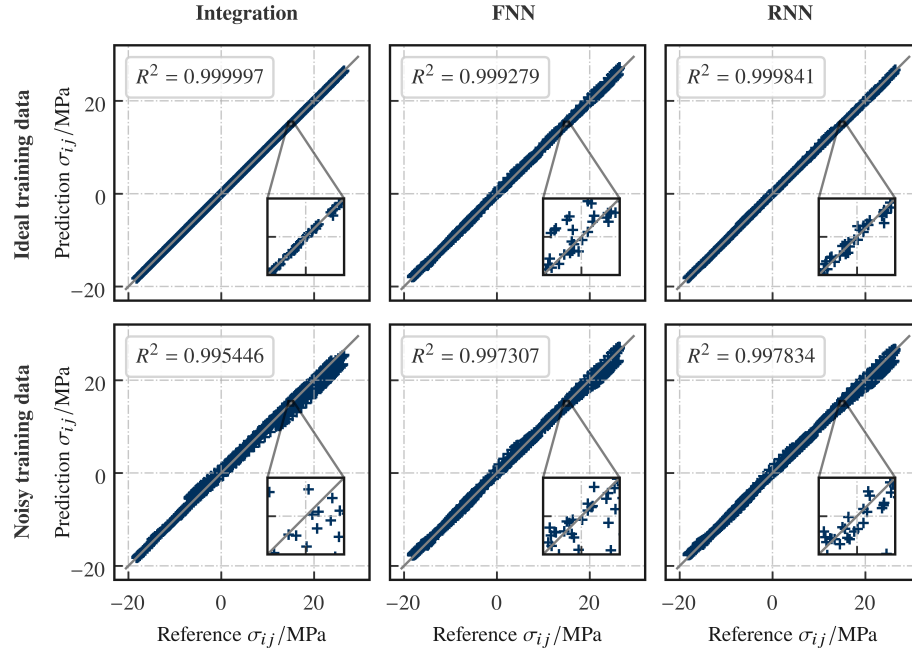 Integration FNN RNN
Ideal training data
Prediction σij/MPa
R² = 0.999997
R² = 0.999279
R² = 0.999841
20
0
−20
Noisy training data
Prediction σij/MPa
R² = 0.995446
R² = 0.997307
R² = 0.997834
20
0
−20
−20 0 20 −20 0 20 −20 0 20
Reference σij/MPa Reference σij/MPa Reference σij/MPa